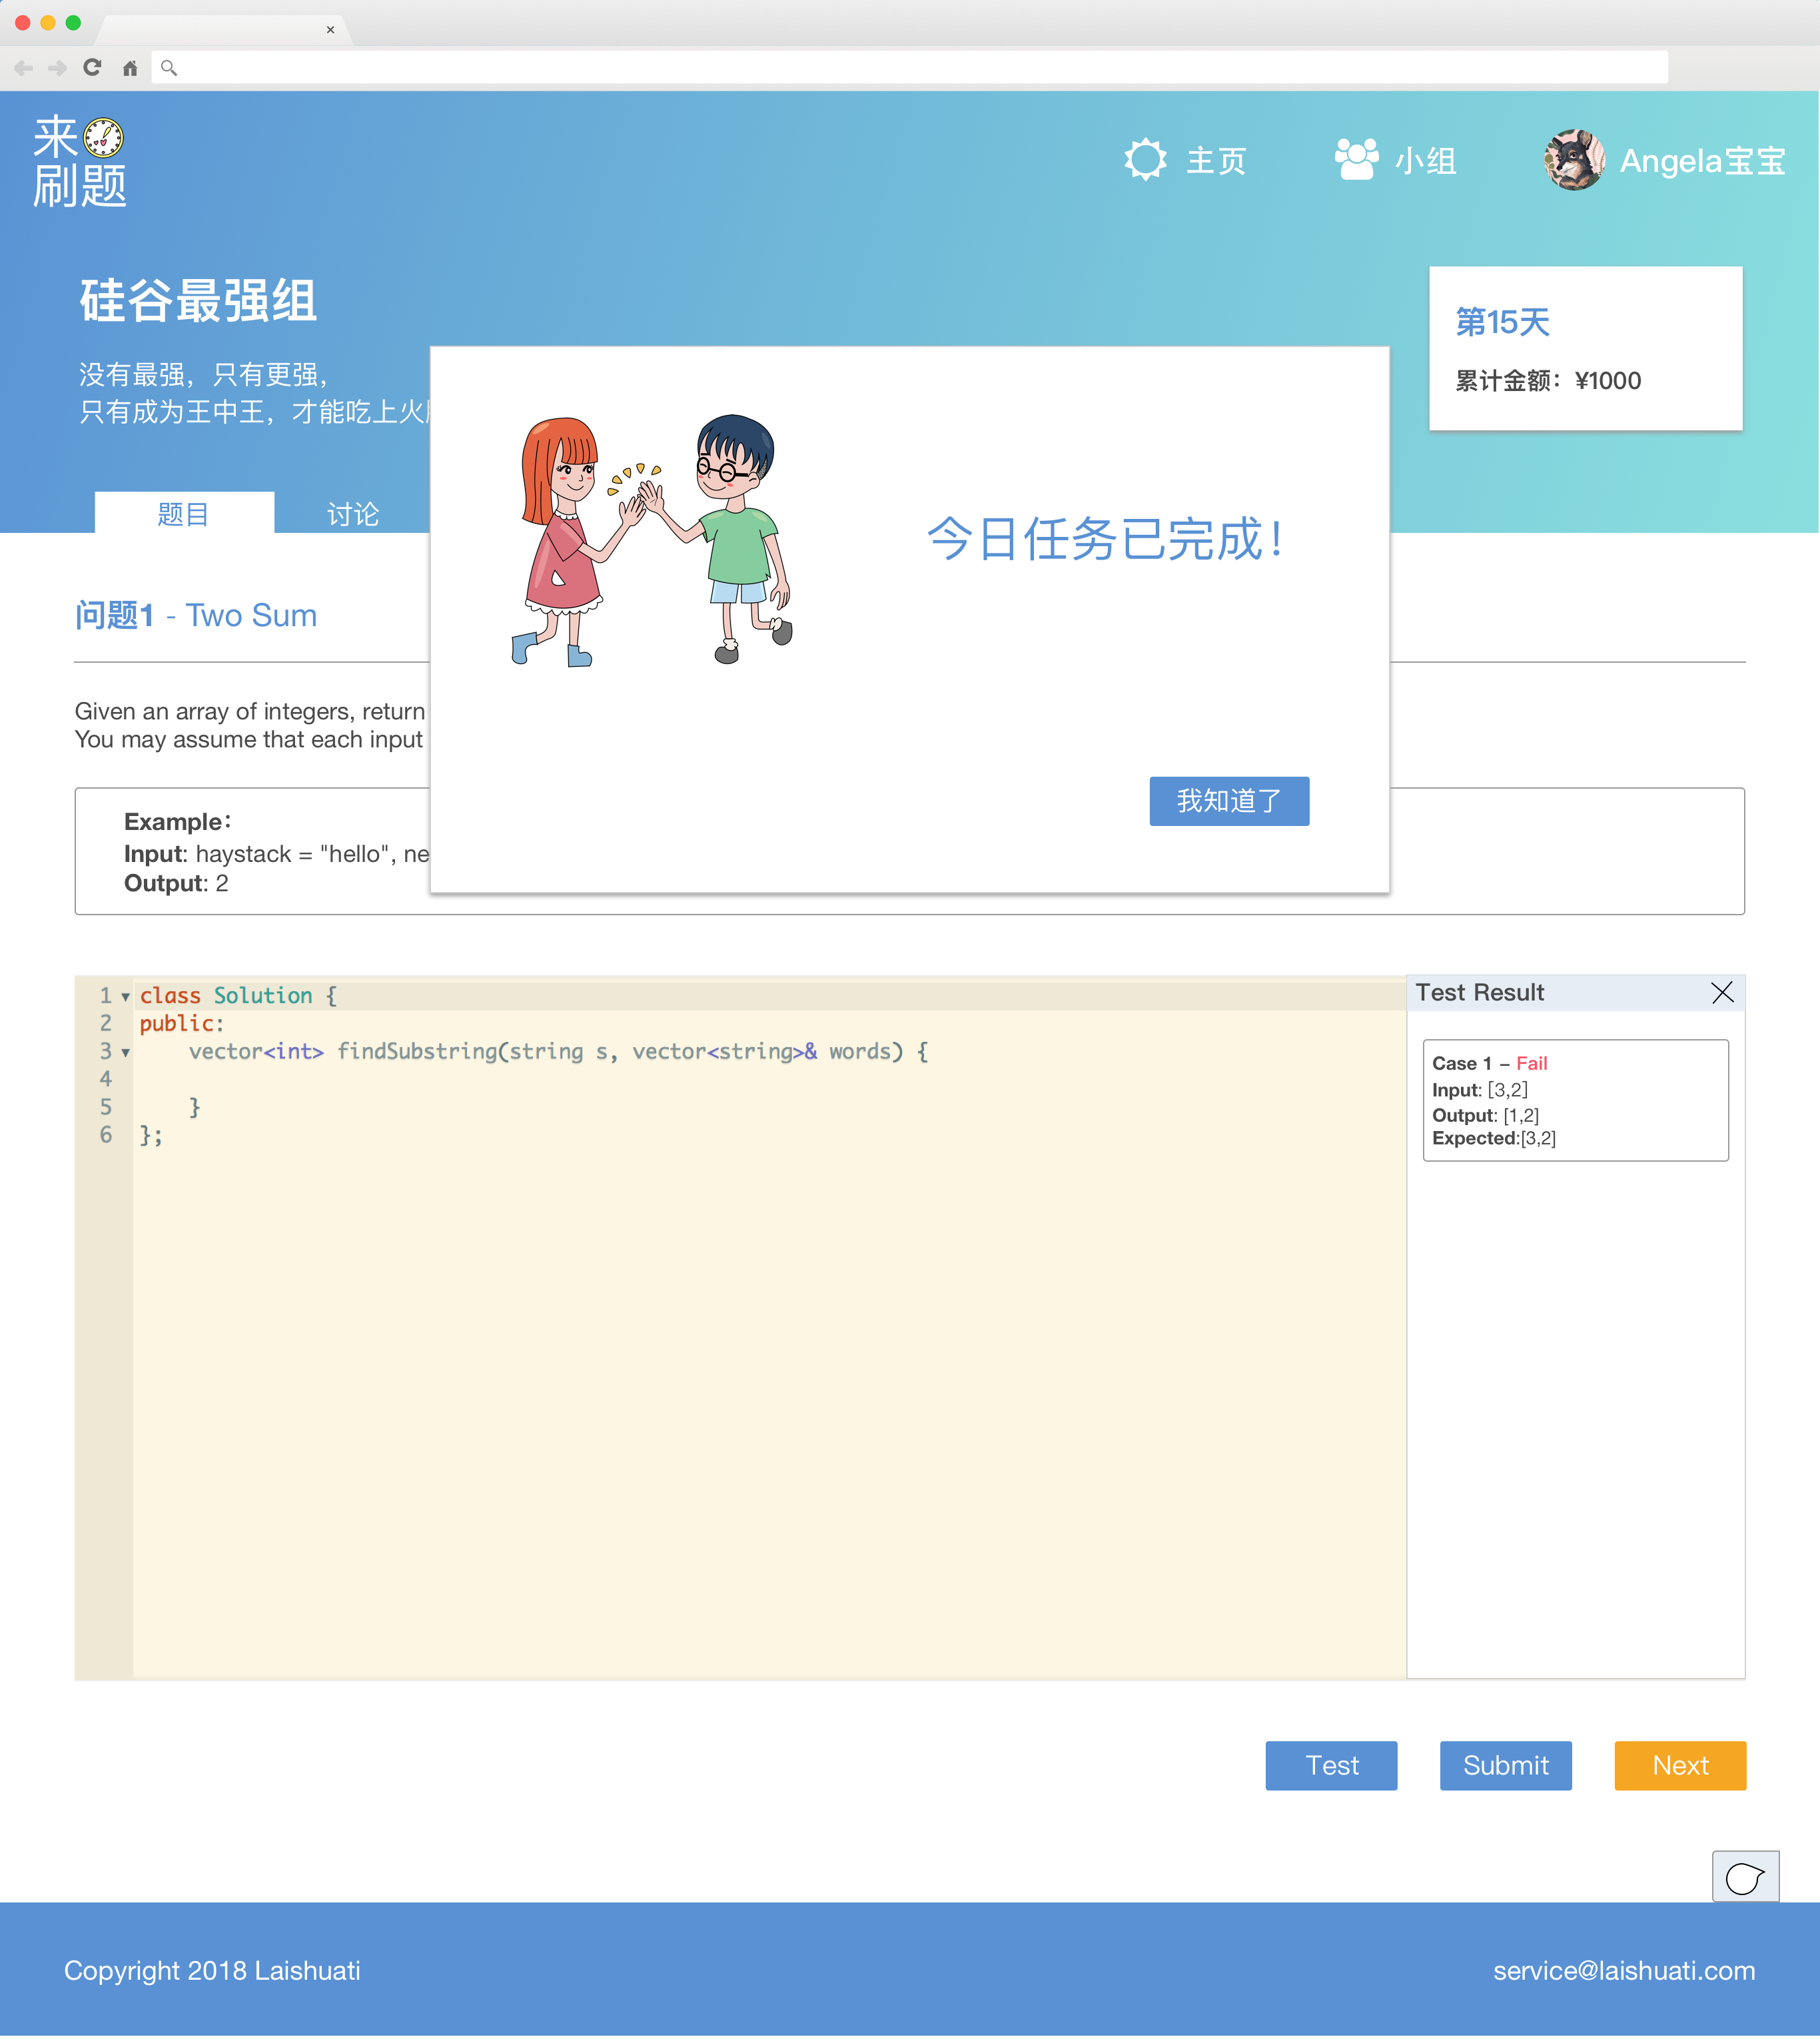 来
刷题
主页
小组
Angela宝宝
硅谷最强组
没有最强，只有更强，
只有成为王中王，才能吃上火
第15天
累计金额：¥1000
题目
讨论
今日任务已完成！
我知道了
问题1 - Two Sum
Given an array of integers, return
You may assume that each input
Example：
Input: haystack = "hello", ne
Output: 2
1 class Solution {
2 public:
3 vector<int> findSubstring(string s, vector<string>& words) {
4
5 }
6 };
Test Result
Case 1 – Fail
Input: [3,2]
Output: [1,2]
Expected:[3,2]
Test
Submit
Next
Copyright 2018 Laishuati
service@laishuati.com